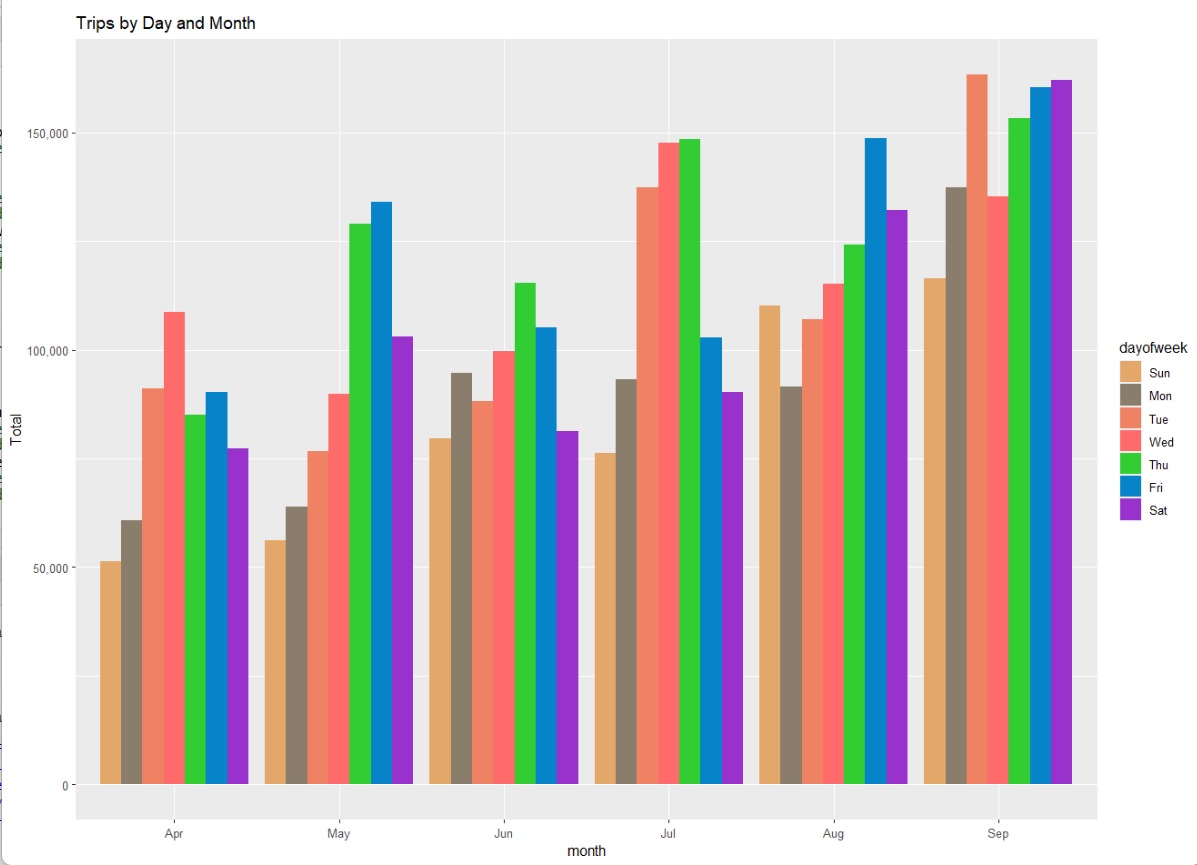 Trips by Day and Month
150,000
100,000
50,000
0
Total
Apr May Jun Jul Aug Sep
month
dayofweek
Sun
Mon
Tue
Wed
Thu
Fri
Sat